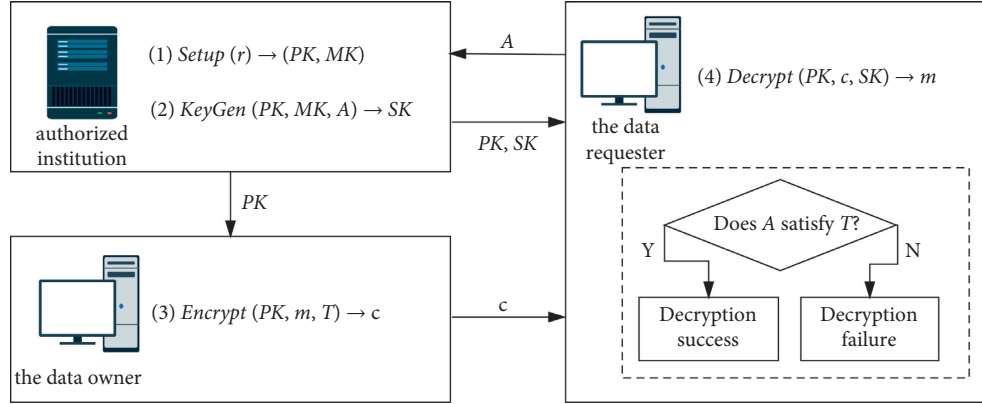 (1) Setup (r) → (PK, MK)
(2) KeyGen (PK, MK, A) → SK
authorized
institution
A
PK, SK
(4) Decrypt (PK, c, SK) → m
the data
requester
PK
Does A satisfy T?
Y
N
Decryption
success
Decryption
failure
(3) Encrypt (PK, m, T) → c
the data owner
c